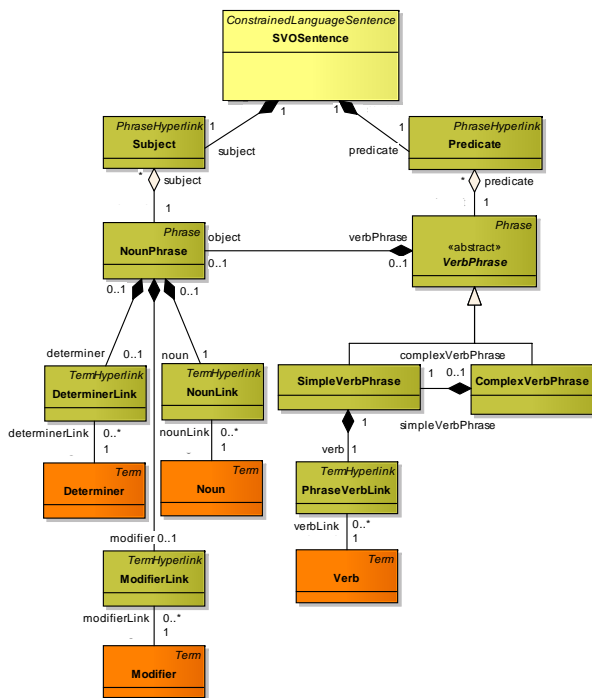 ConstrainedLanguageSentence
SVOSentence
1
1
PhraseHyperlink
Subject
1
subject
1
predicate
PhraseHyperlink
Predicate
*
subject
1
*
predicate
1
Phrase
NounPhrase
object
0..1
verbPhrase
0..1
Phrase
«abstract»
VerbPhrase
0..1
0..1
determiner
0..1
noun
1
TermHyperlink
DeterminerLink
TermHyperlink
NounLink
complexVerbPhrase
SimpleVerbPhrase
1
0..1
ComplexVerbPhrase
simpleVerbPhrase
determinerLink
0..*
1
nounLink
0..*
1
1
verb
1
Term
Determiner
Term
Noun
TermHyperlink
PhraseVerbLink
verbLink
0..*
1
modifier
0..1
TermHyperlink
ModifierLink
Term
Verb
modifierLink
0..*
1
Term
Modifier